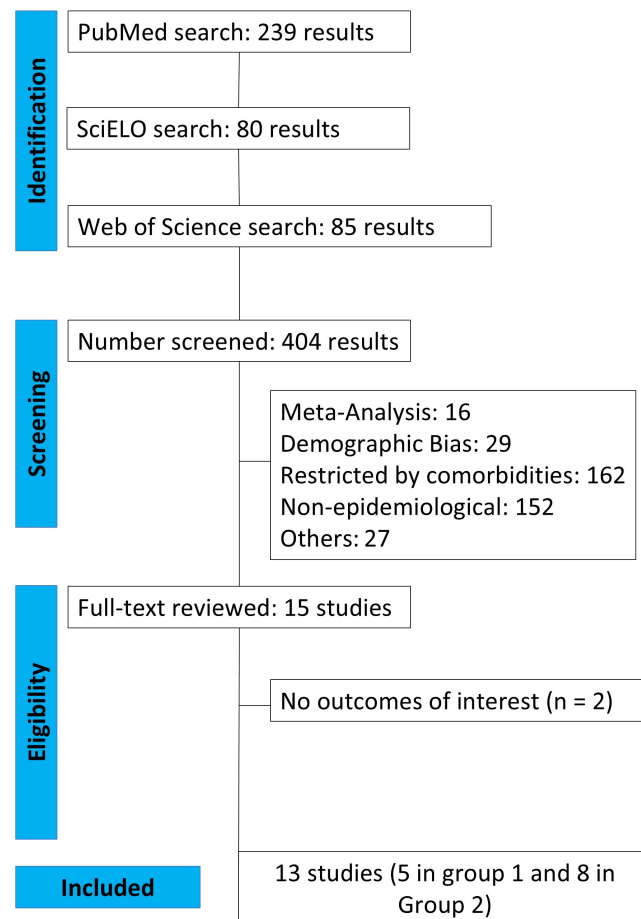 Identification
PubMed search: 239 results
SciELO search: 80 results
Web of Science search: 85 results
Screening
Number screened: 404 results
Meta-Analysis: 16
Demographic Bias: 29
Restricted by comorbidities: 162
Non-epidemiological: 152
Others: 27
Eligibility
Full-text reviewed: 15 studies
No outcomes of interest (n = 2)
Included
13 studies (5 in group 1 and 8 in
Group 2)